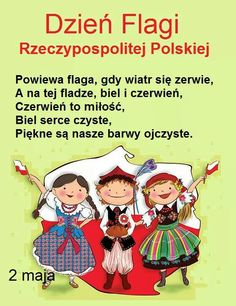 Dzień Flagi
Rzeczypospolitej Polskiej
Powiewa flaga, gdy wiatr się zerwie,
A na tej fladze, biel i czerwień,
Czerwień to miłość,
Biel serce czyste,
Piękne są nasze barwy ojczyste.
2 maja